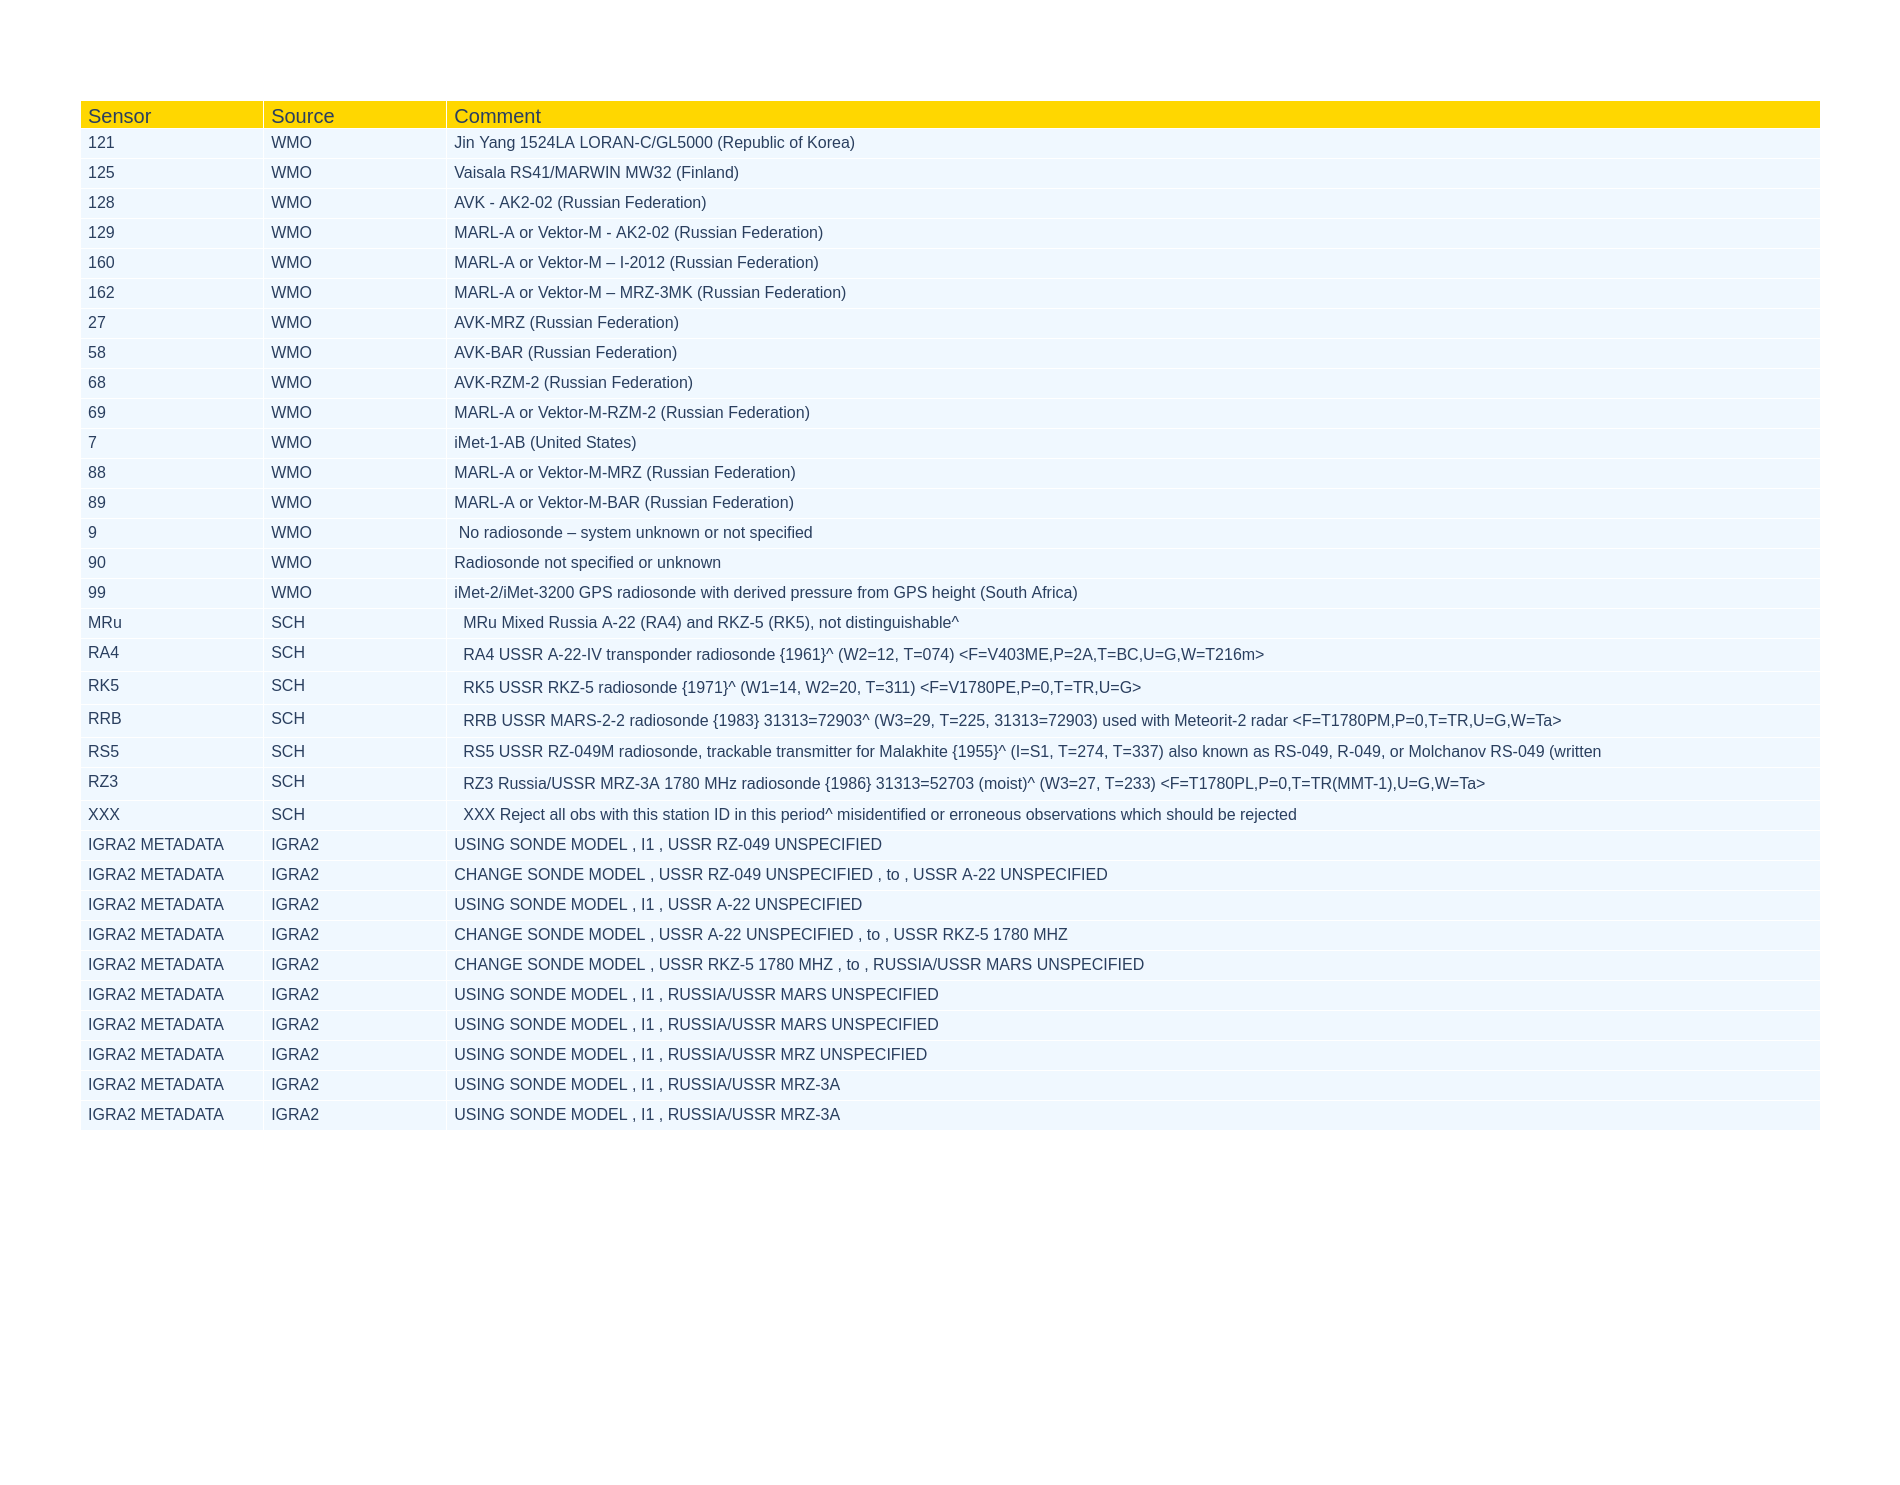 Sensor Source Comment
121 WMO Jin Yang 1524LA LORAN-C/GL5000 (Republic of Korea)
125 WMO Vaisala RS41/MARWIN MW32 (Finland)
128 WMO AVK - AK2-02 (Russian Federation)
129 WMO MARL-A or Vektor-M - AK2-02 (Russian Federation)
160 WMO MARL-A or Vektor-M – I-2012 (Russian Federation)
162 WMO MARL-A or Vektor-M – MRZ-3MK (Russian Federation)
27 WMO AVK-MRZ (Russian Federation)
58 WMO AVK-BAR (Russian Federation)
68 WMO AVK-RZM-2 (Russian Federation)
69 WMO MARL-A or Vektor-M-RZM-2 (Russian Federation)
7 WMO iMet-1-AB (United States)
88 WMO MARL-A or Vektor-M-MRZ (Russian Federation)
89 WMO MARL-A or Vektor-M-BAR (Russian Federation)
9 WMO No radiosonde – system unknown or not specified
90 WMO Radiosonde not specified or unknown
99 WMO iMet-2/iMet-3200 GPS radiosonde with derived pressure from GPS height (South Africa)
MRu SCH MRu Mixed Russia A-22 (RA4) and RKZ-5 (RK5), not distinguishable^
RA4 SCH RA4 USSR A-22-IV transponder radiosonde {1961}^ (W2=12, T=074) <F=V403ME,P=2A,T=BC,U=G,W=T216m>
RK5 SCH RK5 USSR RKZ-5 radiosonde {1971}^ (W1=14, W2=20, T=311) <F=V1780PE,P=0,T=TR,U=G>
RRB SCH RRB USSR MARS-2-2 radiosonde {1983} 31313=72903^ (W3=29, T=225, 31313=72903) used with Meteorit-2 radar <F=T1780PM,P=0,T=TR,U=G,W=Ta>
RS5 SCH RS5 USSR RZ-049M radiosonde, trackable transmitter for Malakhite {1955}^ (I=S1, T=274, T=337) also known as RS-049, R-049, or Molchanov RS-049 (written
RZ3 SCH RZ3 Russia/USSR MRZ-3A 1780 MHz radiosonde {1986} 31313=52703 (moist)^ (W3=27, T=233) <F=T1780PL,P=0,T=TR(MMT-1),U=G,W=Ta>
XXX SCH XXX Reject all obs with this station ID in this period^ misidentified or erroneous observations which should be rejected
IGRA2 METADATA IGRA2 USING SONDE MODEL , I1 , USSR RZ-049 UNSPECIFIED
IGRA2 METADATA IGRA2 CHANGE SONDE MODEL , USSR RZ-049 UNSPECIFIED , to , USSR A-22 UNSPECIFIED
IGRA2 METADATA IGRA2 USING SONDE MODEL , I1 , USSR A-22 UNSPECIFIED
IGRA2 METADATA IGRA2 CHANGE SONDE MODEL , USSR A-22 UNSPECIFIED , to , USSR RKZ-5 1780 MHZ
IGRA2 METADATA IGRA2 CHANGE SONDE MODEL , USSR RKZ-5 1780 MHZ , to , RUSSIA/USSR MARS UNSPECIFIED
IGRA2 METADATA IGRA2 USING SONDE MODEL , I1 , RUSSIA/USSR MARS UNSPECIFIED
IGRA2 METADATA IGRA2 USING SONDE MODEL , I1 , RUSSIA/USSR MARS UNSPECIFIED
IGRA2 METADATA IGRA2 USING SONDE MODEL , I1 , RUSSIA/USSR MRZ UNSPECIFIED
IGRA2 METADATA IGRA2 USING SONDE MODEL , I1 , RUSSIA/USSR MRZ-3A
IGRA2 METADATA IGRA2 USING SONDE MODEL , I1 , RUSSIA/USSR MRZ-3A